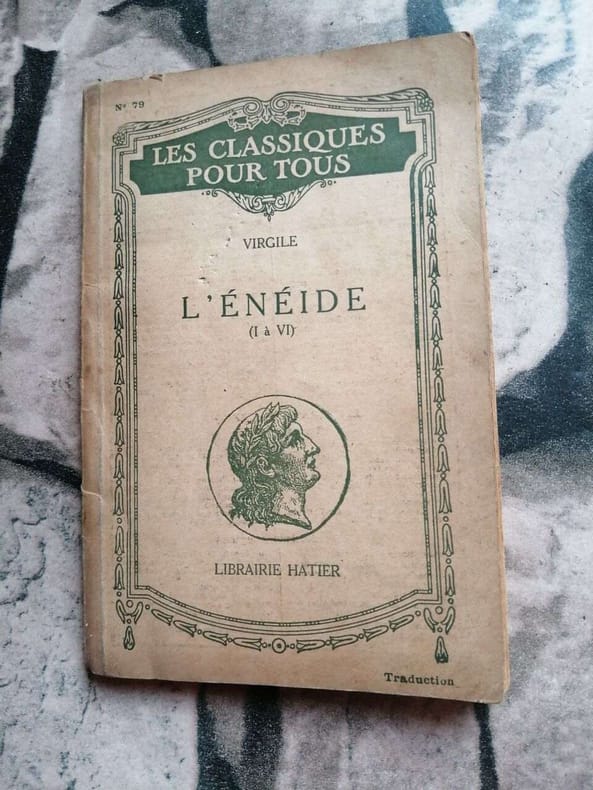 N° 79
LES CLASSIQUES
POUR TOUS
VIRGILE
L'ÉNÉIDE
(I à VI)
LIBRAIRIE HATIER
Traduction